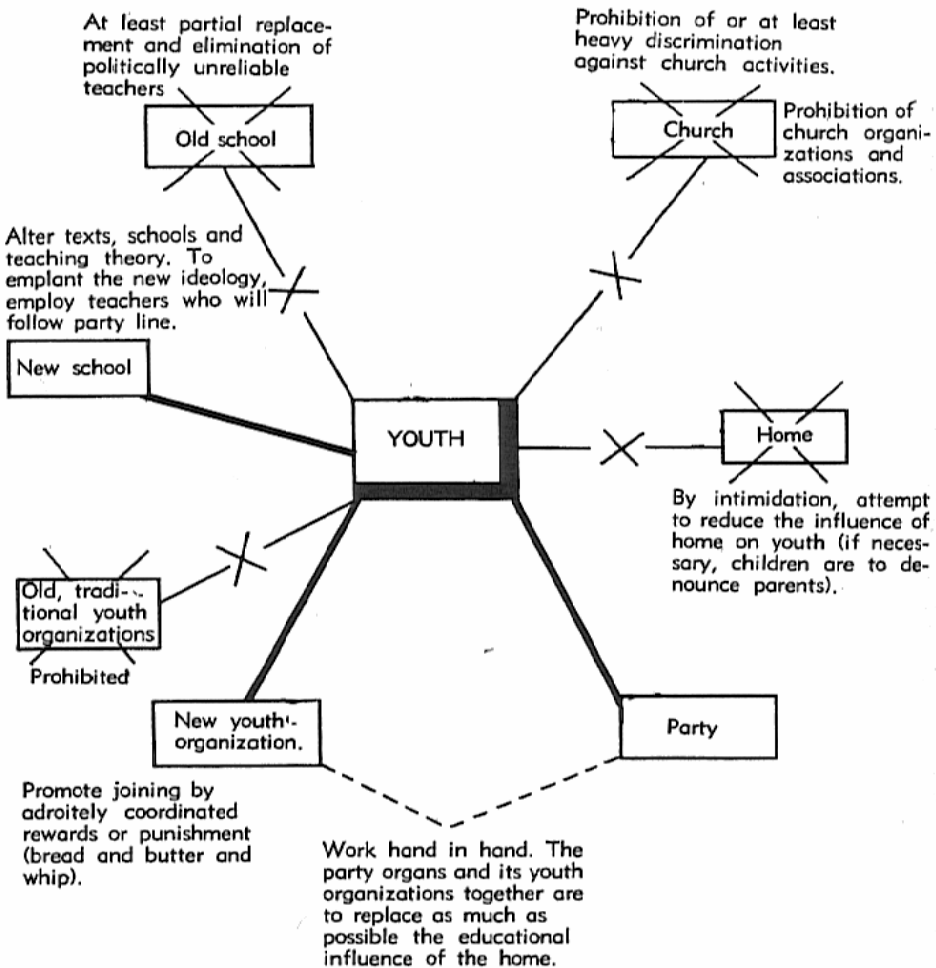 At least partial replace-
ment and elimination of
politically unreliable
teachers
Old school
Prohibition of or at least
heavy discrimination
against church activities.
Church
Prohibition of
church organi-
zations and
associations.
Alter texts, schools and
teaching theory. To
emplant the new ideology,
employ teachers who will
follow party line.
New school
YOUTH
Home
By intimidation, attempt
to reduce the influence of
home on youth (if neces-
sary, children are to de-
nounce parents).
Old, tradi-
tional youth
organizations
Prohibited
New youth-
organization.
Party
Promote joining by
adroitely coordinated
rewards or punishment
(bread and butter and
whip).
Work hand in hand. The
party organs and its youth
organizations together are
to replace as much as
possible the educational
influence of the home.